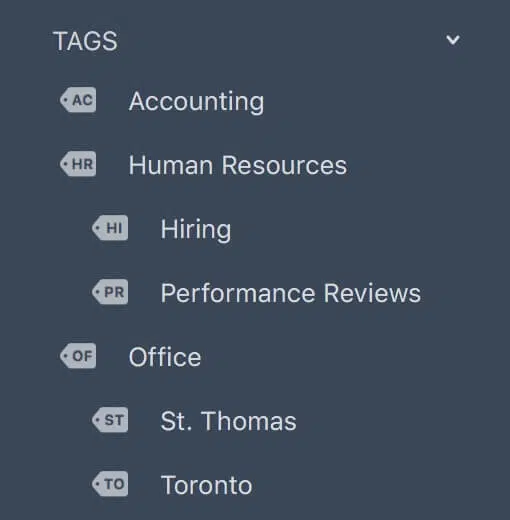 TAGS
AC Accounting
HR Human Resources
HI Hiring
PR Performance Reviews
OF Office
ST St. Thomas
TO Toronto